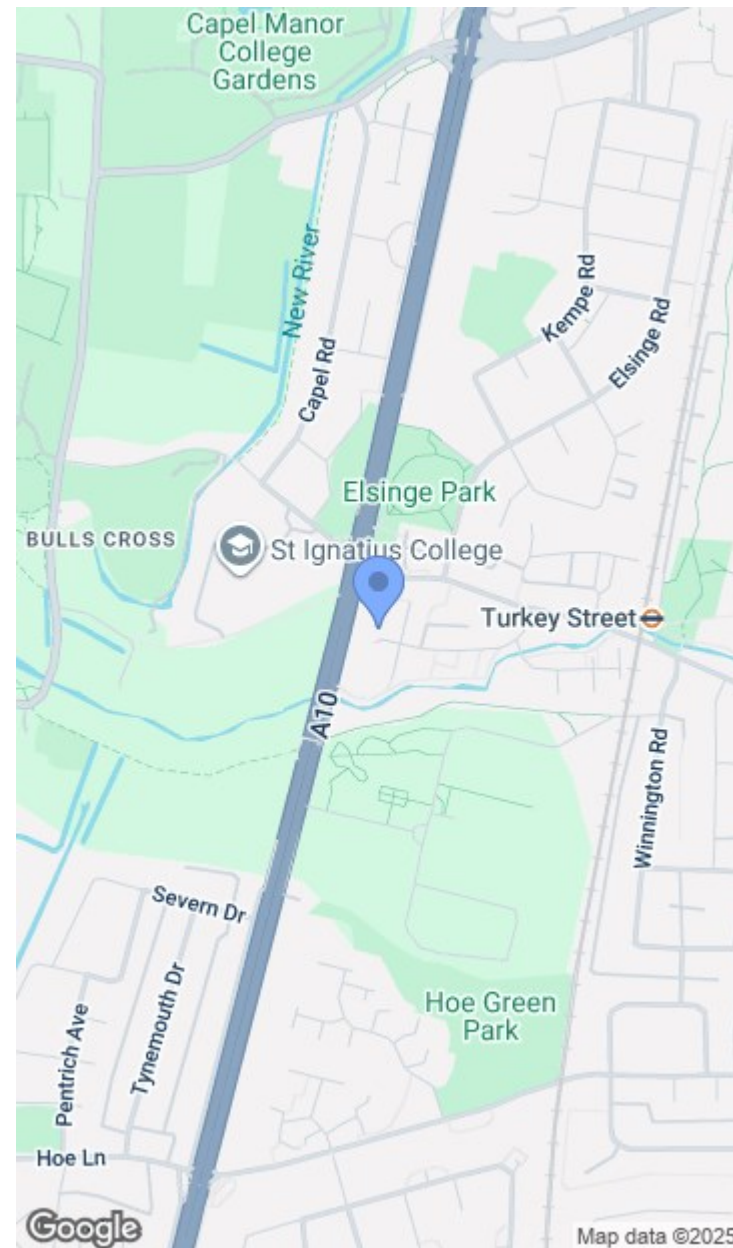 Capel Manor
College
Gardens
New River
Capel Rd
Kempe Rd
Elsinge Rd
Elsinge Park
BULLS CROSS
St Ignatius College
Turkey Street
A10
Winnington Rd
Severn Dr
Tynemouth Dr
Pentrich Ave
Hoe Green
Park
Hoe Ln
Google
Map data ©2025